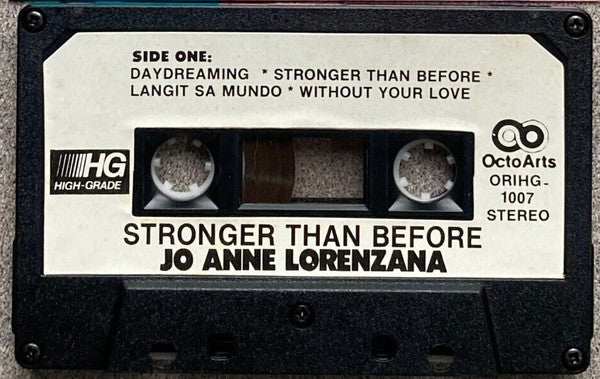 SIDE ONE:
DAYDREAMING * STRONGER THAN BEFORE *
LANGIT SA MUNDO * WITHOUT YOUR LOVE
HG
HIGH-GRADE
OctoArts
ORIHG-
1007
STEREO
STRONGER THAN BEFORE
JO ANNE LORENZANA